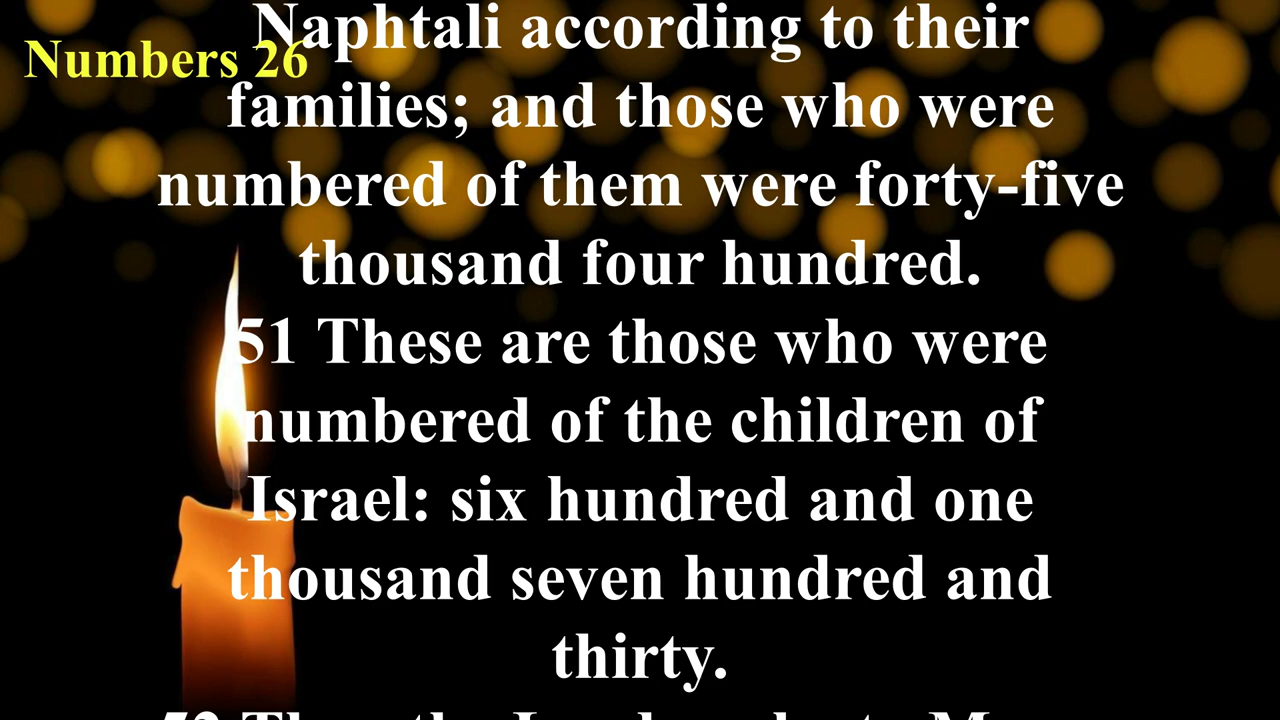 Numbers 26
Naphtali according to their
families; and those who were
numbered of them were forty-five
thousand four hundred.
51 These are those who were
numbered of the children of
Israel: six hundred and one
thousand seven hundred and
thirty.